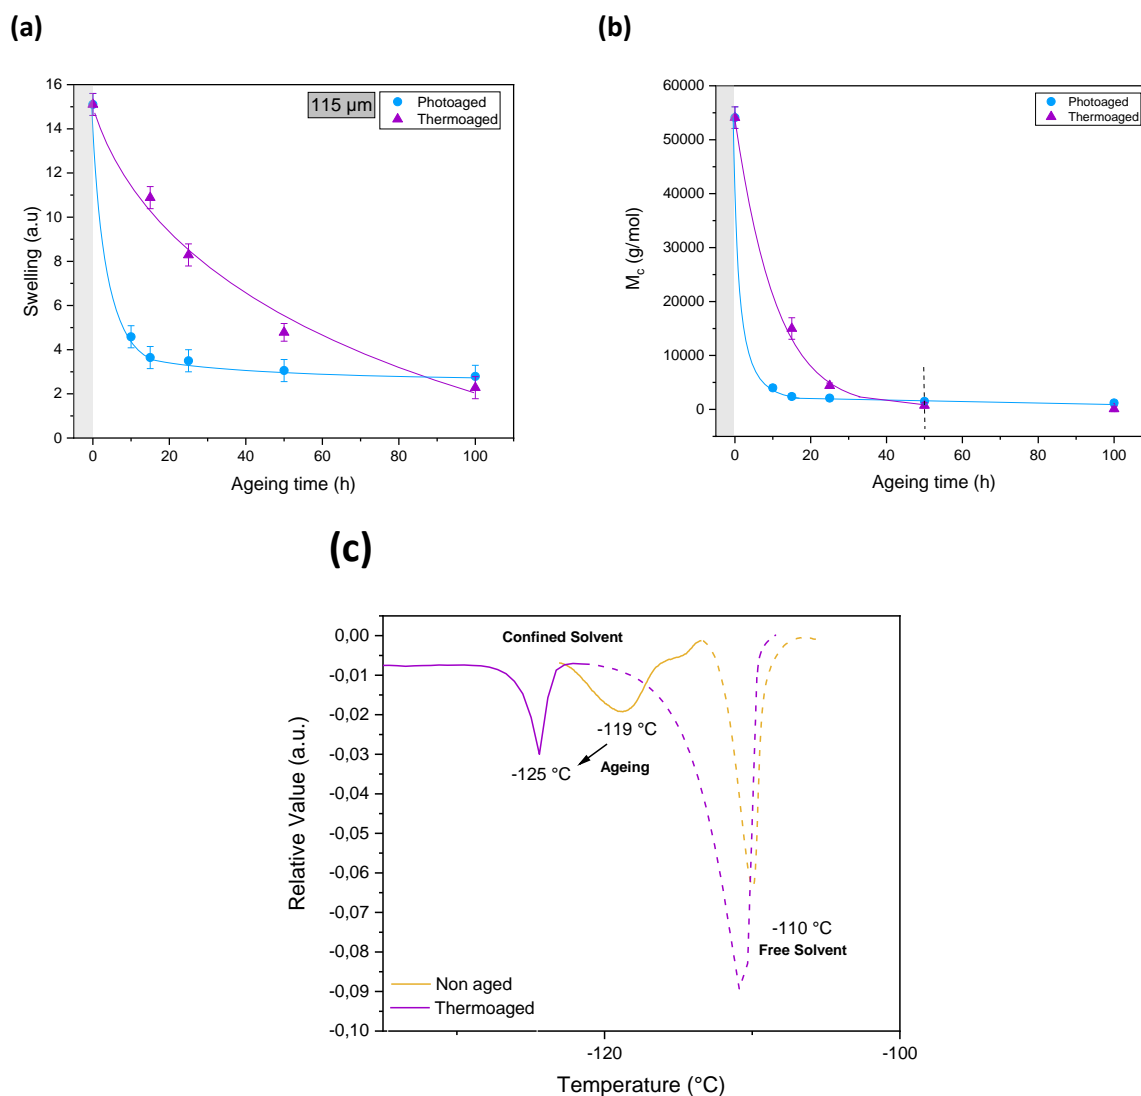 (a)
(b)
115 µm
Photoaged
Thermoaged
16
14
12
10
8
6
4
2
0
Swelling (a.u)
0
20
40
60
80
100
Ageing time (h)
Photoaged
Thermoaged
60000
50000
40000
30000
20000
10000
0
Mc (g/mol)
0
20
40
60
80
100
Ageing time (h)
(c)
0,00
-0,01
-0,02
-0,03
-0,04
-0,05
-0,06
-0,07
-0,08
-0,09
-0,10
Relative Value (a.u.)
Confined Solvent
-119 °C
-125 °C
Ageing
-110 °C
Free Solvent
Non aged
Thermoaged
-120
-100
Temperature (°C)